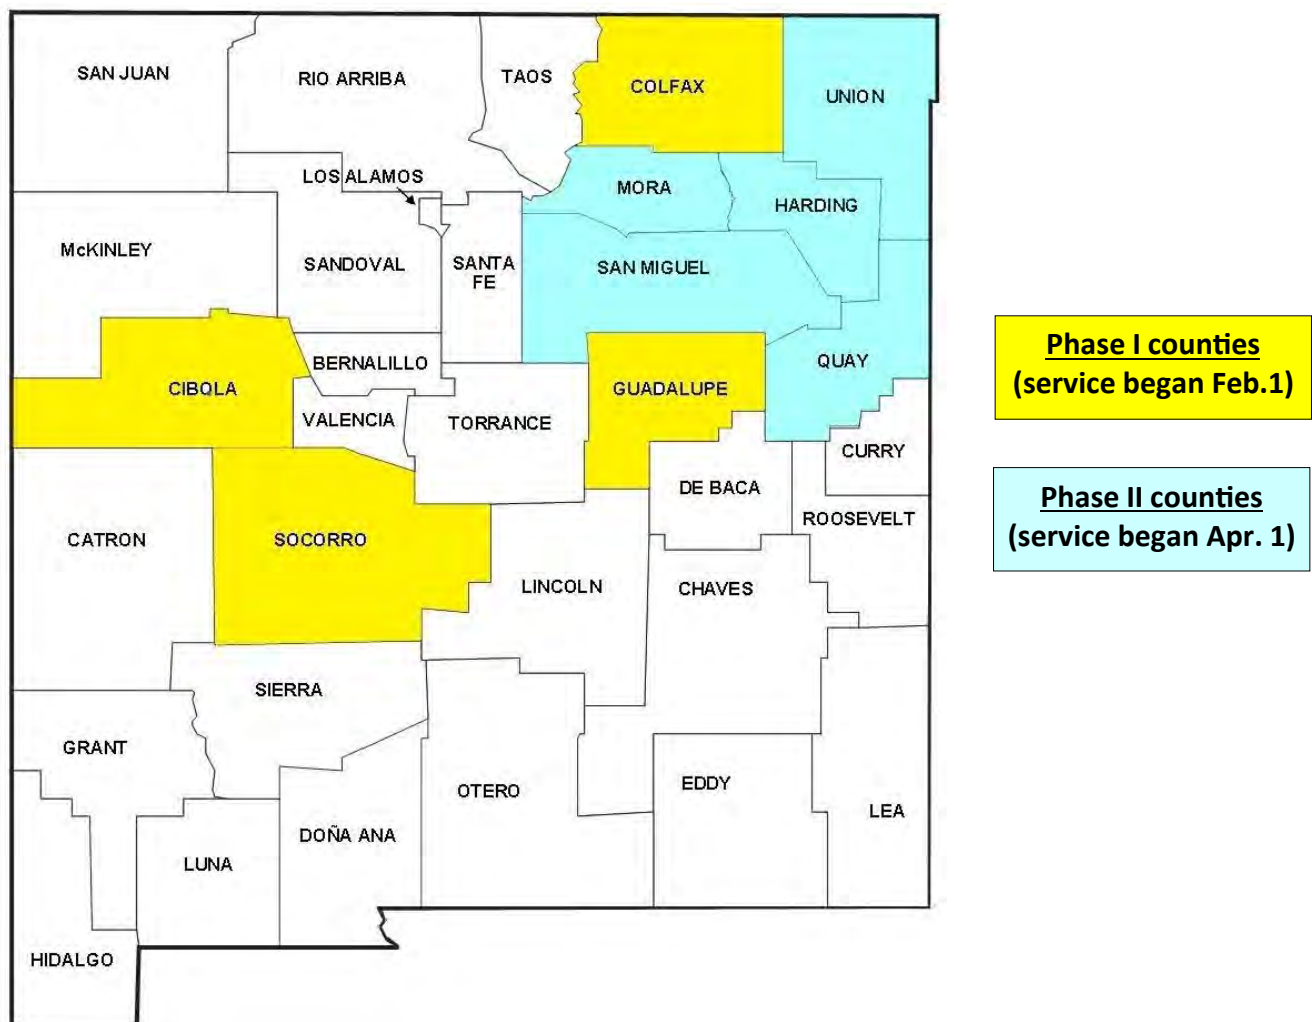 SAN JUAN
RIO ARRIBA
TAOS
COLFAX
UNION
LOS ALAMOS
MORA
HARDING
McKINLEY
SANDOVAL
SANTA
FE
SAN MIGUEL
BERNALILLO
QUAY
CIBOLA
GUADALUPE
VALENCIA
TORRANCE
CURRY
DE BACA
ROOSEVELT
CATRON
SOCORRO
LINCOLN
CHAVES
SIERRA
GRANT
OTERO
EDDY
LEA
DOÑA ANA
LUNA
HIDALGO
Phase I counties
(service began Feb.1)
Phase II counties
(service began Apr. 1)